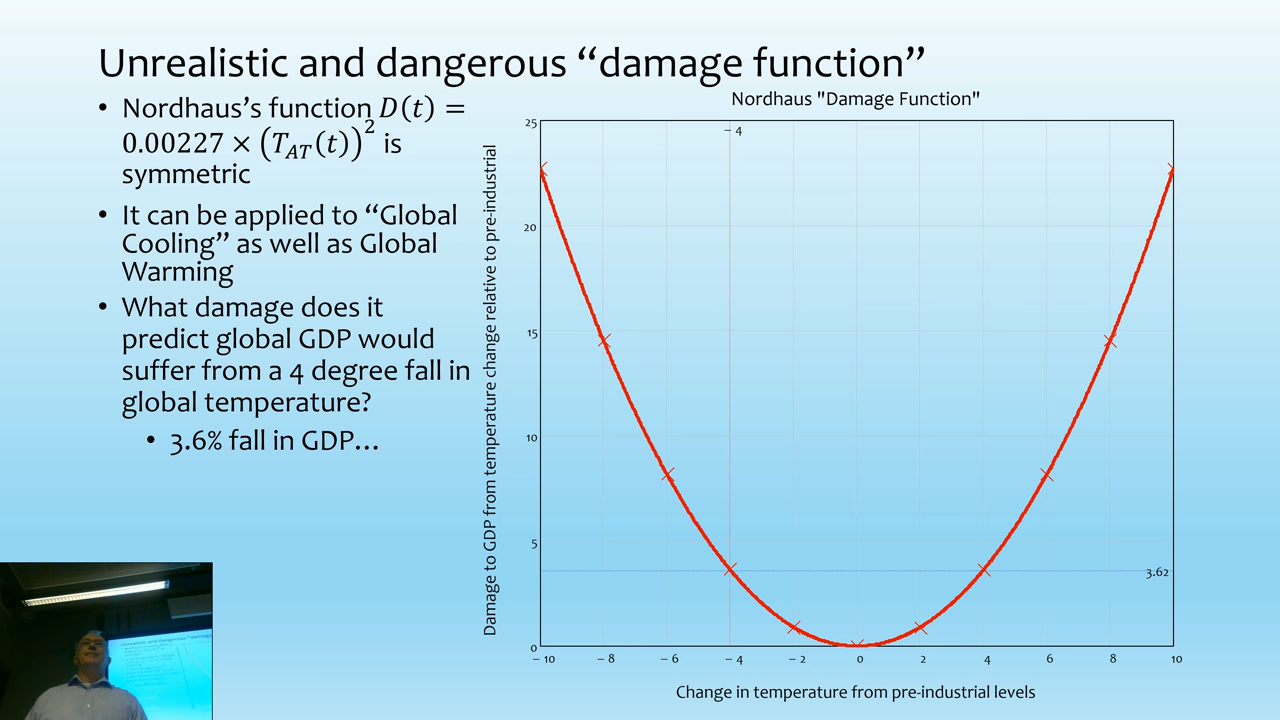 Unrealistic and dangerous “damage function”
• Nordhaus’s function D(t) =
0.00227 × (T_AT(t))² is
symmetric
• It can be applied to “Global
Cooling” as well as Global
Warming
• What damage does it
predict global GDP would
suffer from a 4 degree fall in
global temperature?
• 3.6% fall in GDP…
Nordhaus "Damage Function"
– 4
Damage to GDP from temperature change relative to pre-industrial
25
20
15
10
5
0
3.62
– 10 – 8 – 6 – 4 – 2 0 2 4 6 8 10
Change in temperature from pre-industrial levels
Unrealistic and dangerous “damage